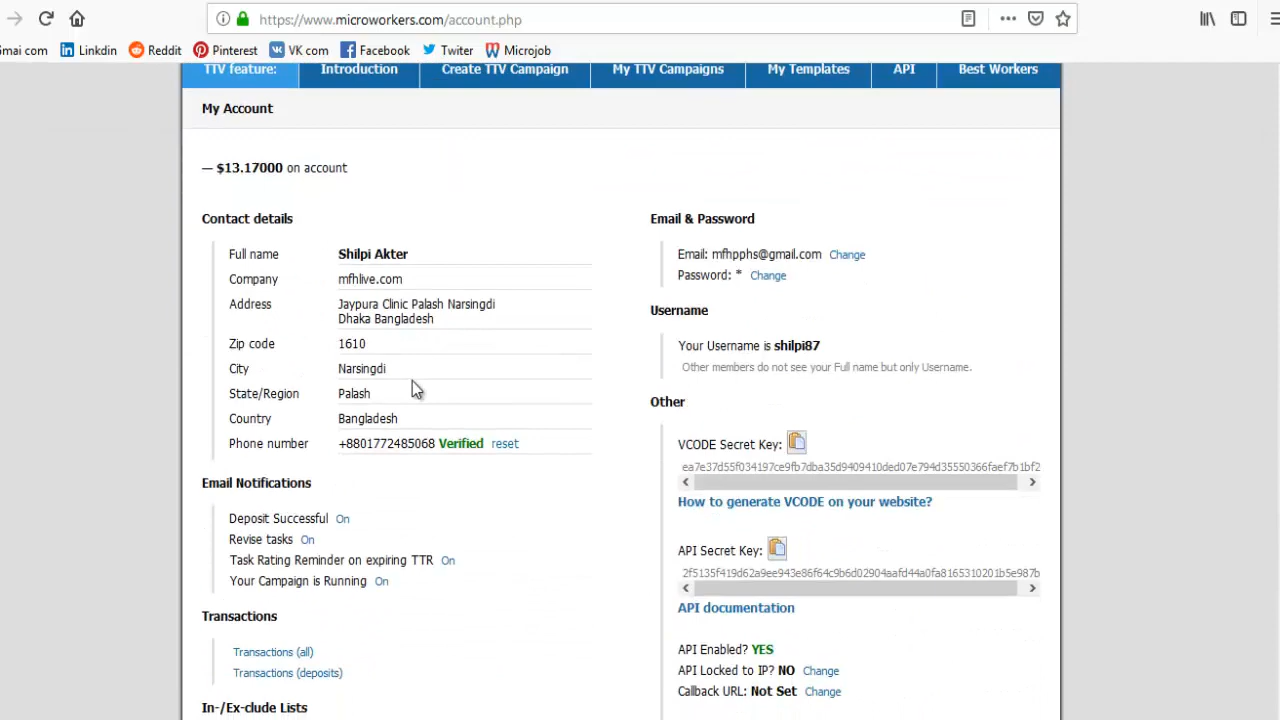 https://www.microworkers.com/account.php
Gmai com Linkdin Reddit Pinterest VK com Facebook Twiter Microjob
TTV feature: Introduction Create TTV Campaign My TTV Campaigns My Templates API Best Workers
My Account
— $13.17000 on account
Contact details
Full name Shilpi Akter
Company mfhlive.com
Address Jaypura Clinic Palash Narsingdi
Dhaka Bangladesh
Zip code 1610
City Narsingdi
State/Region Palash
Country Bangladesh
Phone number +8801772485068 Verified reset
Email Notifications
Deposit Successful On
Revise tasks On
Task Rating Reminder on expiring TTR On
Your Campaign is Running On
Transactions
Transactions (all)
Transactions (deposits)
In-/Ex-clude Lists
Email & Password
Email: mfhpphs@gmail.com Change
Password: * Change
Username
Your Username is shilpi87
Other members do not see your Full name but only Username.
Other
VCODE Secret Key:
ea7e37d55f034197ce9fb7dba35d9409410ded07e794d35550366faef7b1bf2
How to generate VCODE on your website?
API Secret Key:
2f5135f419d62a9ee943e86f64c9b6d02904aafd44a0fa8165310201b5e987b
API documentation
API Enabled? YES
API Locked to IP? NO Change
Callback URL: Not Set Change